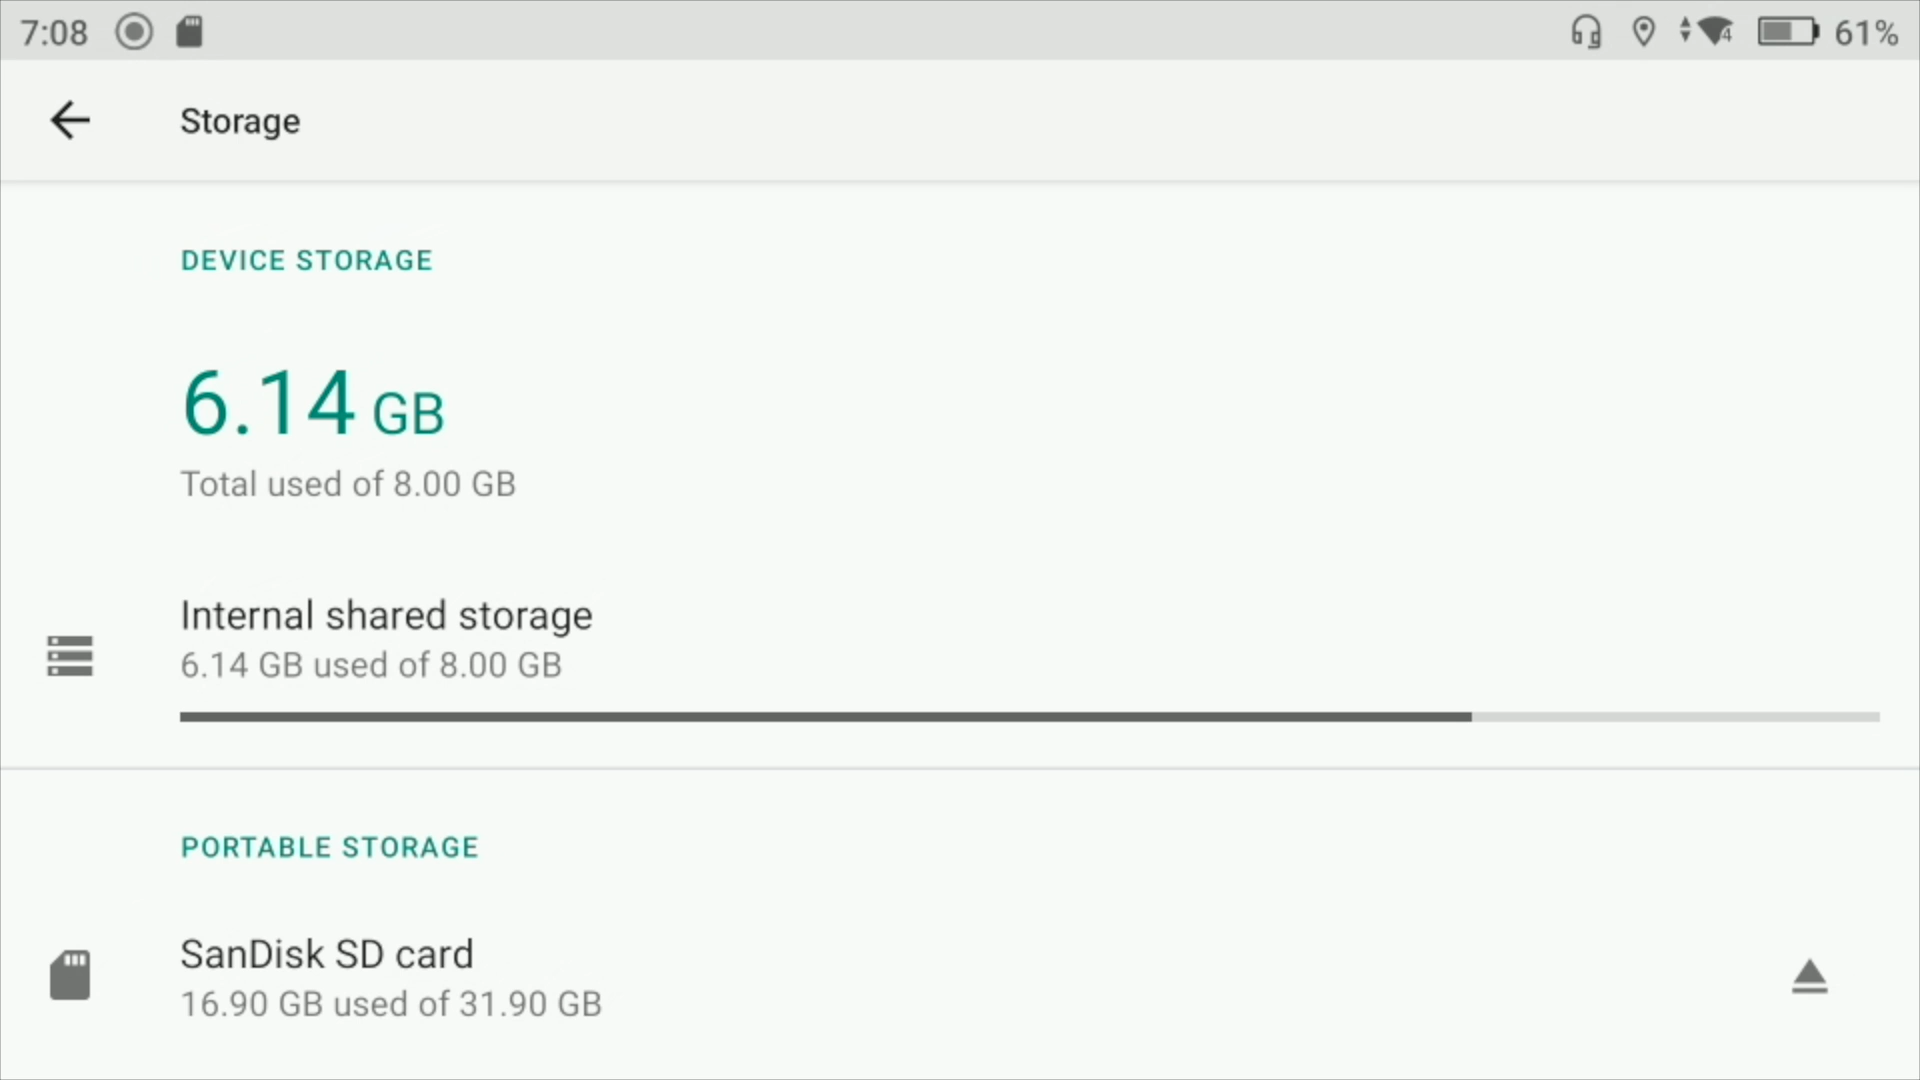 7:08
4
61%
Storage
DEVICE STORAGE
6.14 GB
Total used of 8.00 GB
Internal shared storage
6.14 GB used of 8.00 GB
PORTABLE STORAGE
SanDisk SD card
16.90 GB used of 31.90 GB